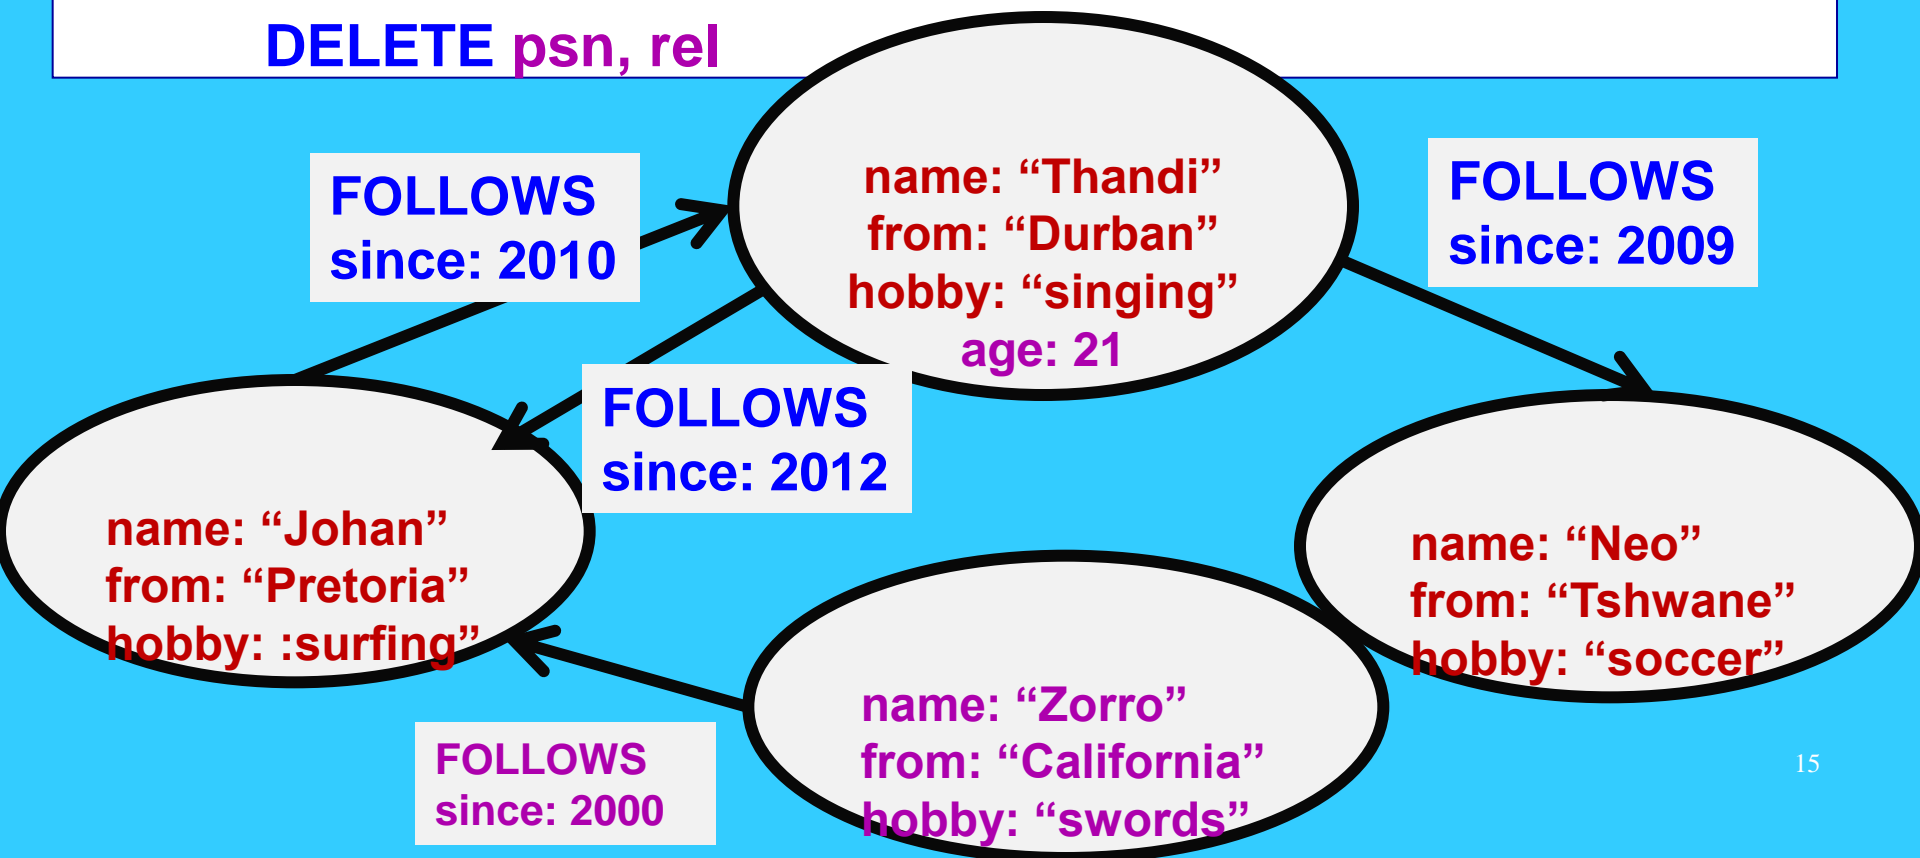 DELETE psn, rel
FOLLOWS
since: 2010
name: “Thandi”
from: “Durban”
hobby: “singing”
age: 21
FOLLOWS
since: 2009
FOLLOWS
since: 2012
name: “Johan”
from: “Pretoria”
hobby: :surfing”
name: “Neo”
from: “Tshwane”
hobby: “soccer”
name: “Zorro”
from: “California”
hobby: “swords”
FOLLOWS
since: 2000
15